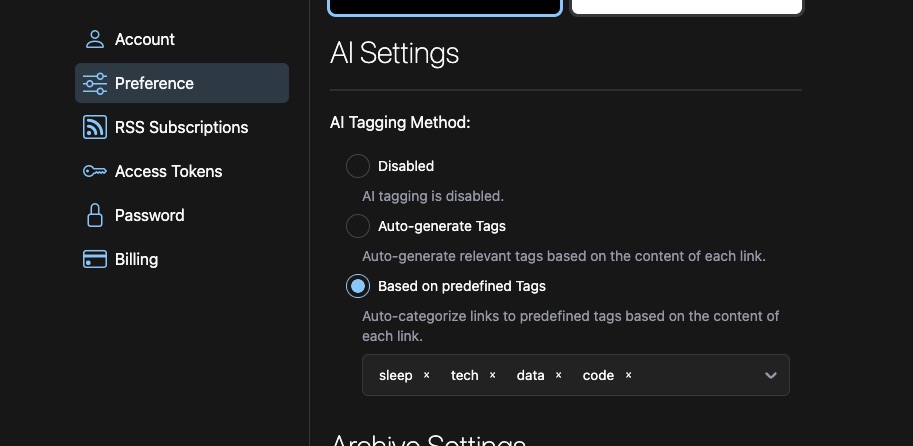 Account
Preference
RSS Subscriptions
Access Tokens
Password
Billing
AI Settings
AI Tagging Method:
Disabled
AI tagging is disabled.
Auto-generate Tags
Auto-generate relevant tags based on the content of each link.
Based on predefined Tags
Auto-categorize links to predefined tags based on the content of
each link.
sleep × tech × data × code ×
Archive Settings